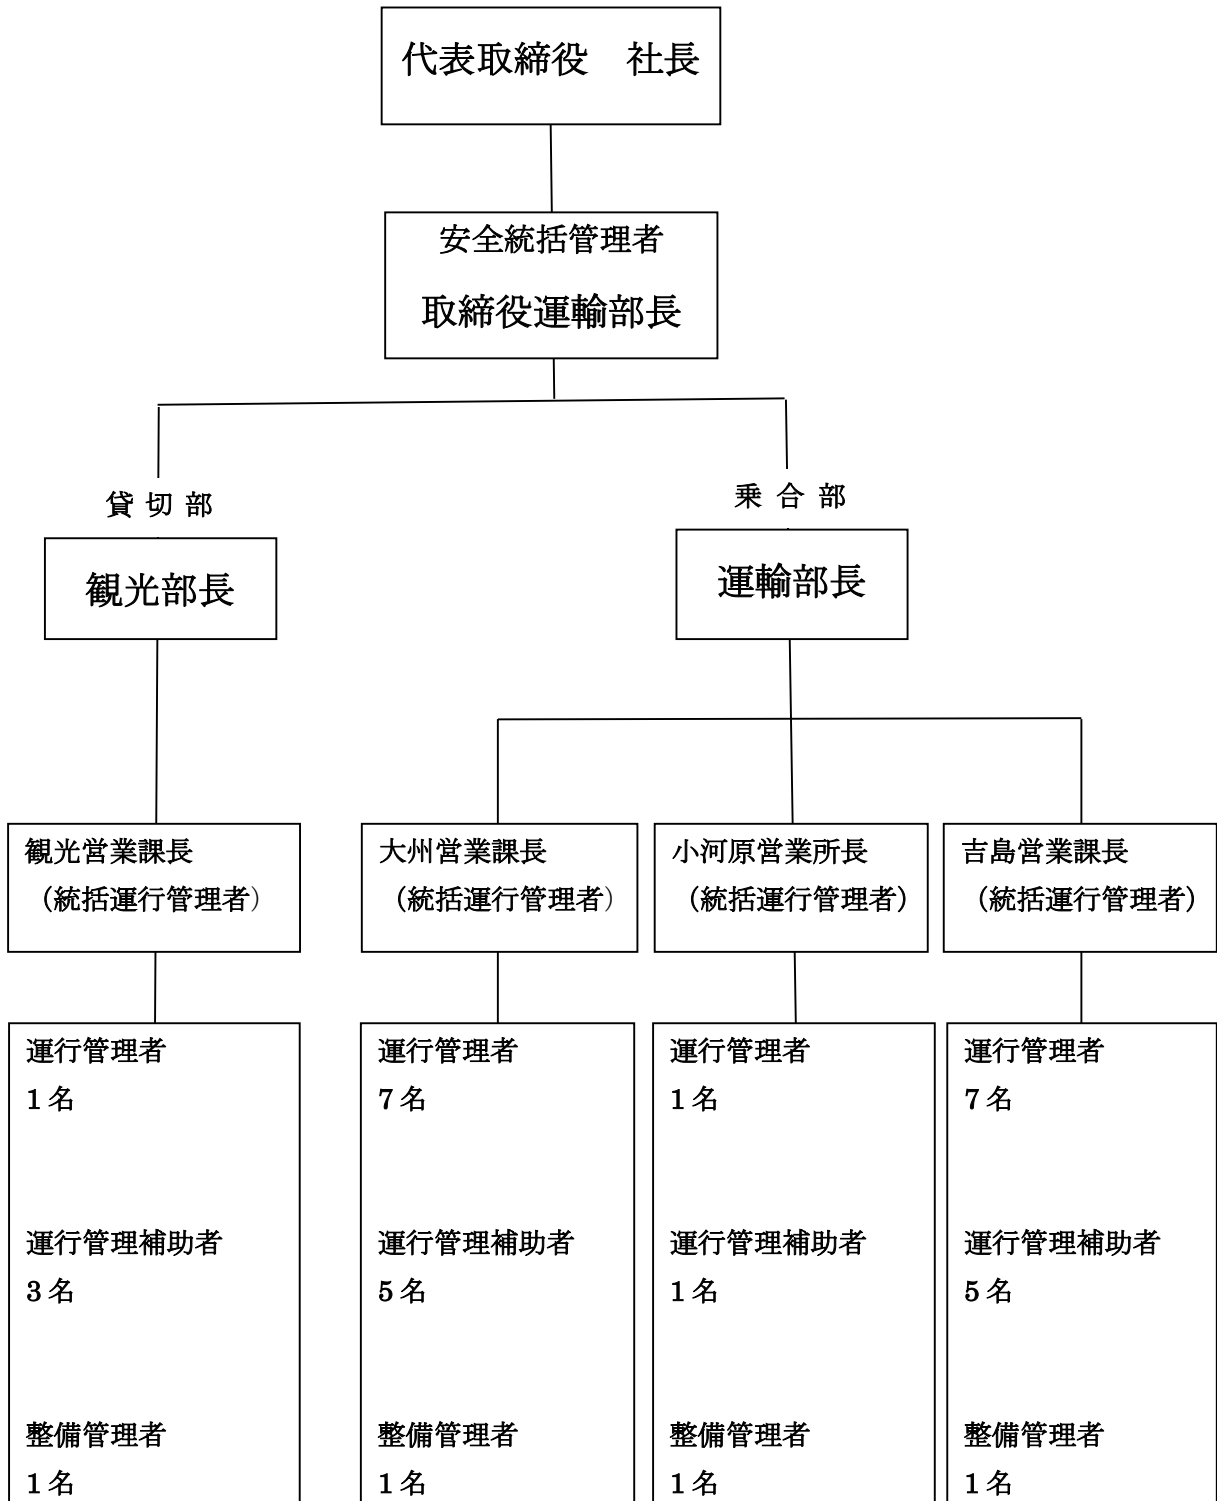 代表取締役　社長
安全統括管理者
取締役運輸部長
貸 切 部
乗 合 部
観光部長
運輸部長
観光営業課長
（統括運行管理者）
大州営業課長
（統括運行管理者）
小河原営業所長
（統括運行管理者）
吉島営業課長
（統括運行管理者）
運行管理者
1 名
運行管理補助者
3 名
整備管理者
1 名
運行管理者
7 名
運行管理補助者
5 名
整備管理者
1 名
運行管理者
1 名
運行管理補助者
1 名
整備管理者
1 名
運行管理者
7 名
運行管理補助者
5 名
整備管理者
1 名